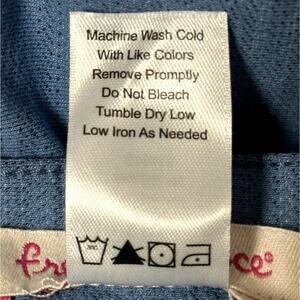 Machine Wash Cold
With Like Colors
Remove Promptly
Do Not Bleach
Tumble Dry Low
Low Iron As Needed